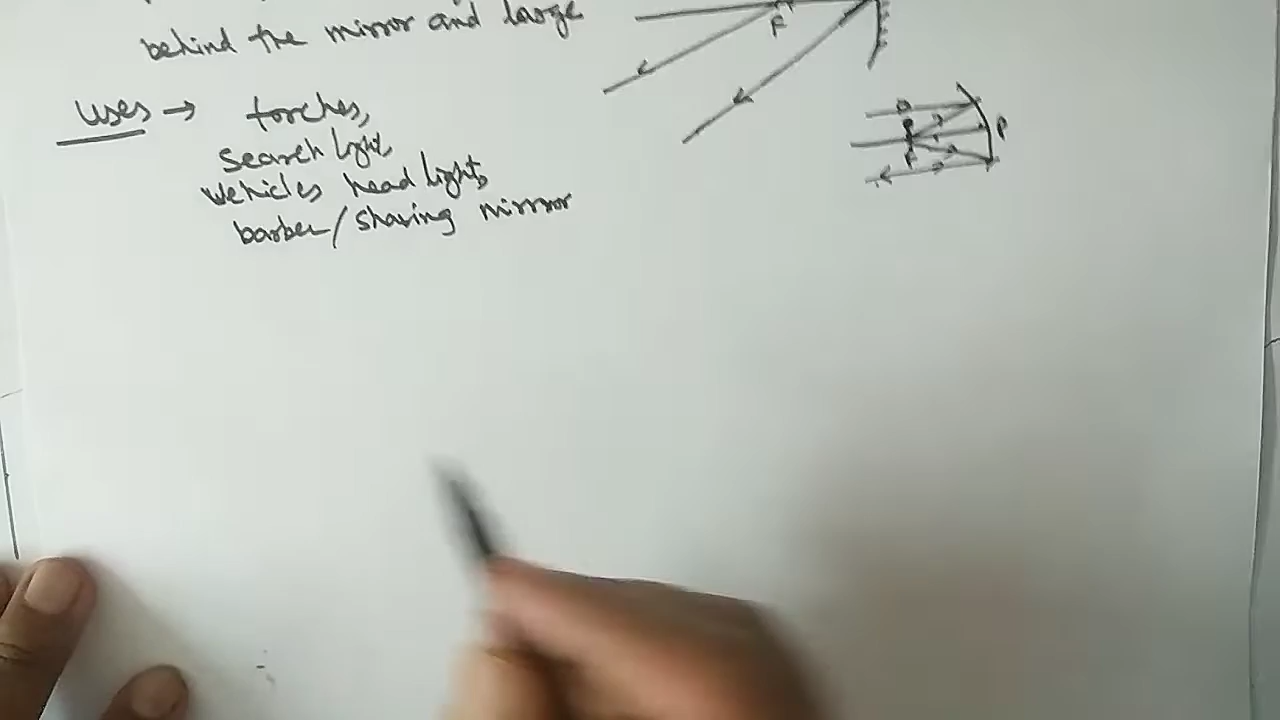 behind the mirror and large
F
uses → torches,
search light,
vehicles head lights,
barber/shaving mirror
P
F